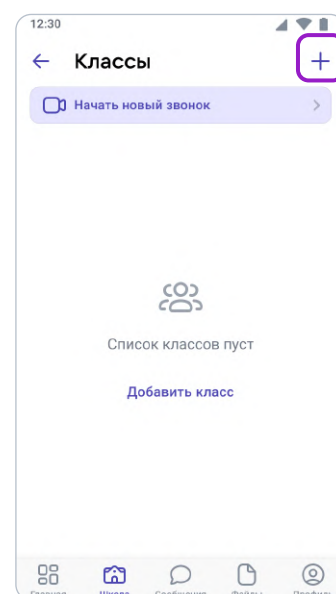 12:30
Классы
Начать новый звонок
Список классов пуст
Добавить класс